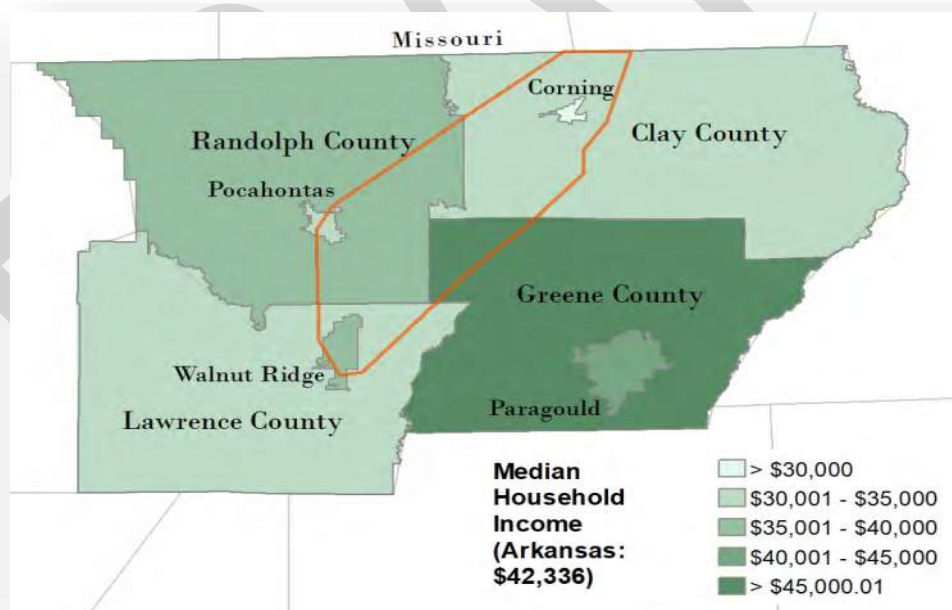 Missouri
Corning
Randolph County
Clay County
Pocahontas
Greene County
Walnut Ridge
Paragould
Lawrence County
Median
Household
Income
(Arkansas:
$42,336)
> $30,000
$30,001 - $35,000
$35,001 - $40,000
$40,001 - $45,000
> $45,000.01